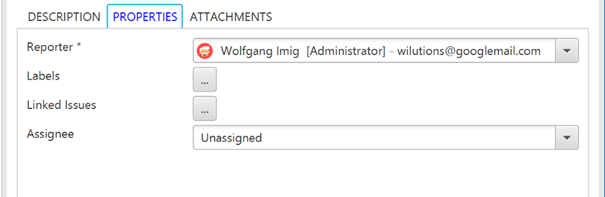 DESCRIPTION PROPERTIES ATTACHMENTS
Reporter * Wolfgang Imig [Administrator] - wilutions@googlemail.com
Labels ...
Linked Issues ...
Assignee Unassigned